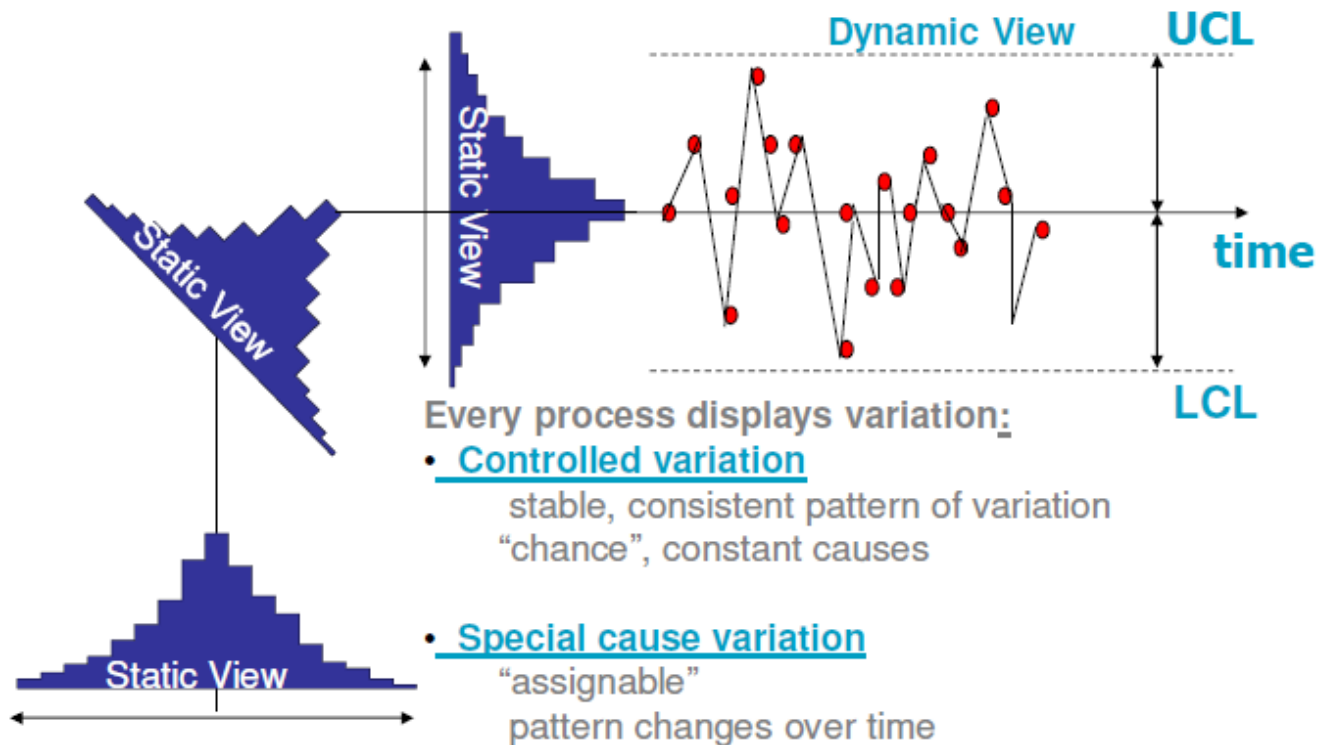 Dynamic View
UCL
Static View
Static View
time
LCL
Every process displays variation:
• Controlled variation
stable, consistent pattern of variation
“chance”, constant causes
• Special cause variation
“assignable”
pattern changes over time
Static View